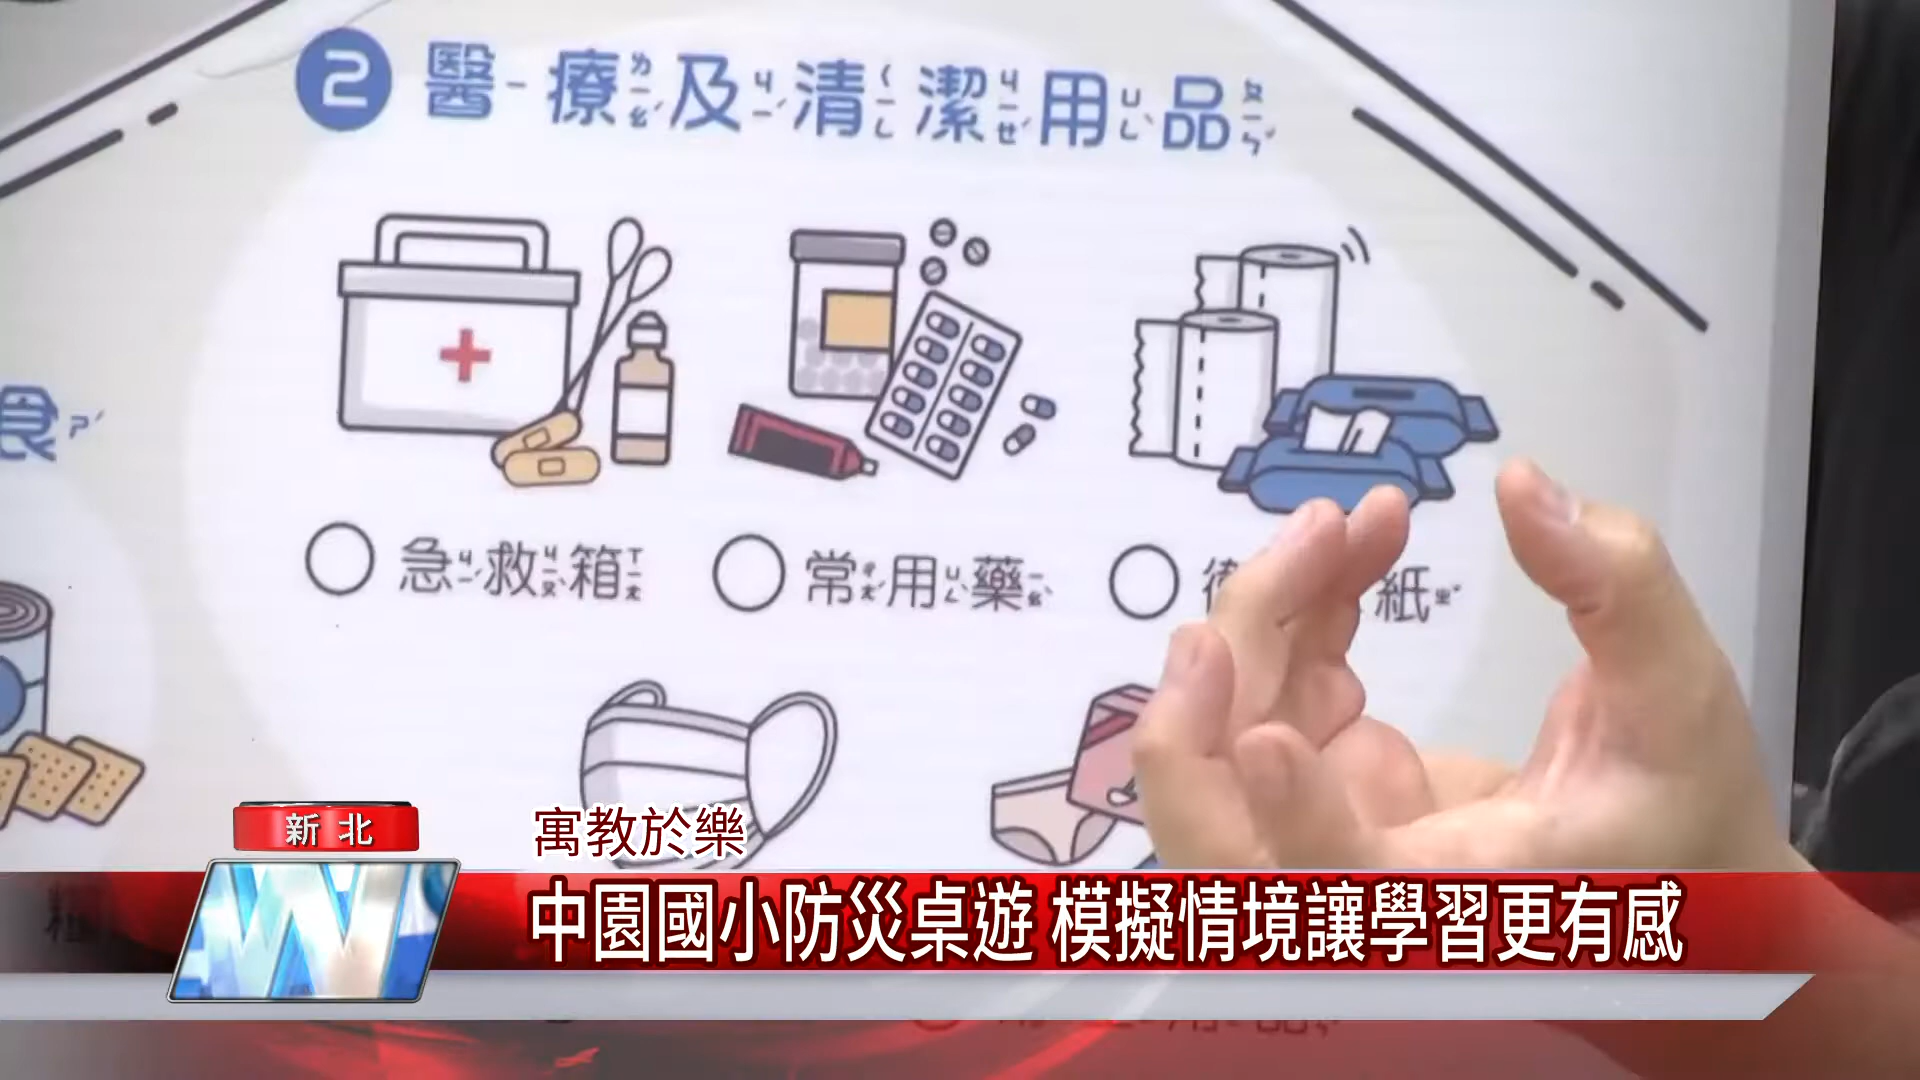 2 醫療及清潔用品
食
急救箱
常用藥
紙
新北
寓教於樂
中園國小防災桌遊 模擬情境讓學習更有感